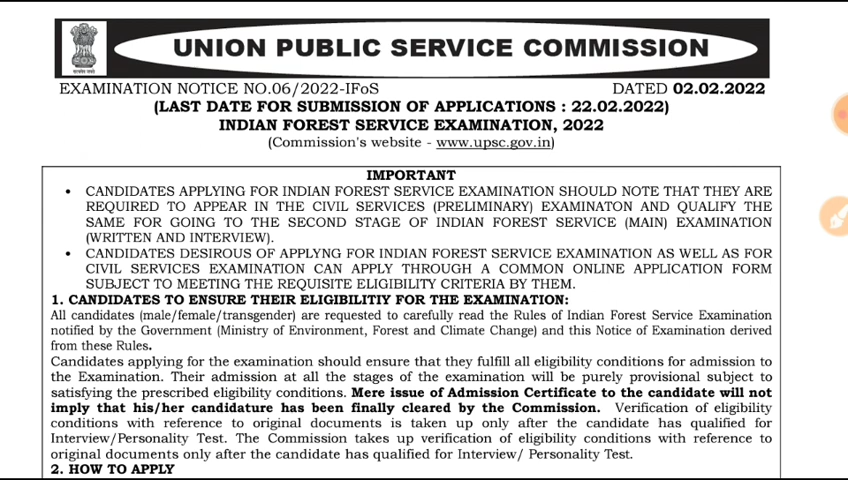 UNION PUBLIC SERVICE COMMISSION
EXAMINATION NOTICE NO.06/2022-IFoS DATED 02.02.2022
(LAST DATE FOR SUBMISSION OF APPLICATIONS : 22.02.2022)
INDIAN FOREST SERVICE EXAMINATION, 2022
(Commission's website - www.upsc.gov.in)
IMPORTANT
• CANDIDATES APPLYING FOR INDIAN FOREST SERVICE EXAMINATION SHOULD NOTE THAT THEY ARE
REQUIRED TO APPEAR IN THE CIVIL SERVICES (PRELIMINARY) EXAMINATON AND QUALIFY THE
SAME FOR GOING TO THE SECOND STAGE OF INDIAN FOREST SERVICE (MAIN) EXAMINATION
(WRITTEN AND INTERVIEW).
• CANDIDATES DESIROUS OF APPLYNG FOR INDIAN FOREST SERVICE EXAMINATION AS WELL AS FOR
CIVIL SERVICES EXAMINATION CAN APPLY THROUGH A COMMON ONLINE APPLICATION FORM
SUBJECT TO MEETING THE REQUISITE ELIGIBILITY CRITERIA BY THEM.
1. CANDIDATES TO ENSURE THEIR ELIGIBILITIY FOR THE EXAMINATION:
All candidates (male/female/transgender) are requested to carefully read the Rules of Indian Forest Service Examination
notified by the Government (Ministry of Environment, Forest and Climate Change) and this Notice of Examination derived
from these Rules.
Candidates applying for the examination should ensure that they fulfill all eligibility conditions for admission to
the Examination. Their admission at all the stages of the examination will be purely provisional subject to
satisfying the prescribed eligibility conditions. Mere issue of Admission Certificate to the candidate will not
imply that his/her candidature has been finally cleared by the Commission. Verification of eligibility
conditions with reference to original documents is taken up only after the candidate has qualified for
Interview/Personality Test. The Commission takes up verification of eligibility conditions with reference to
original documents only after the candidate has qualified for Interview/ Personality Test.
2. HOW TO APPLY